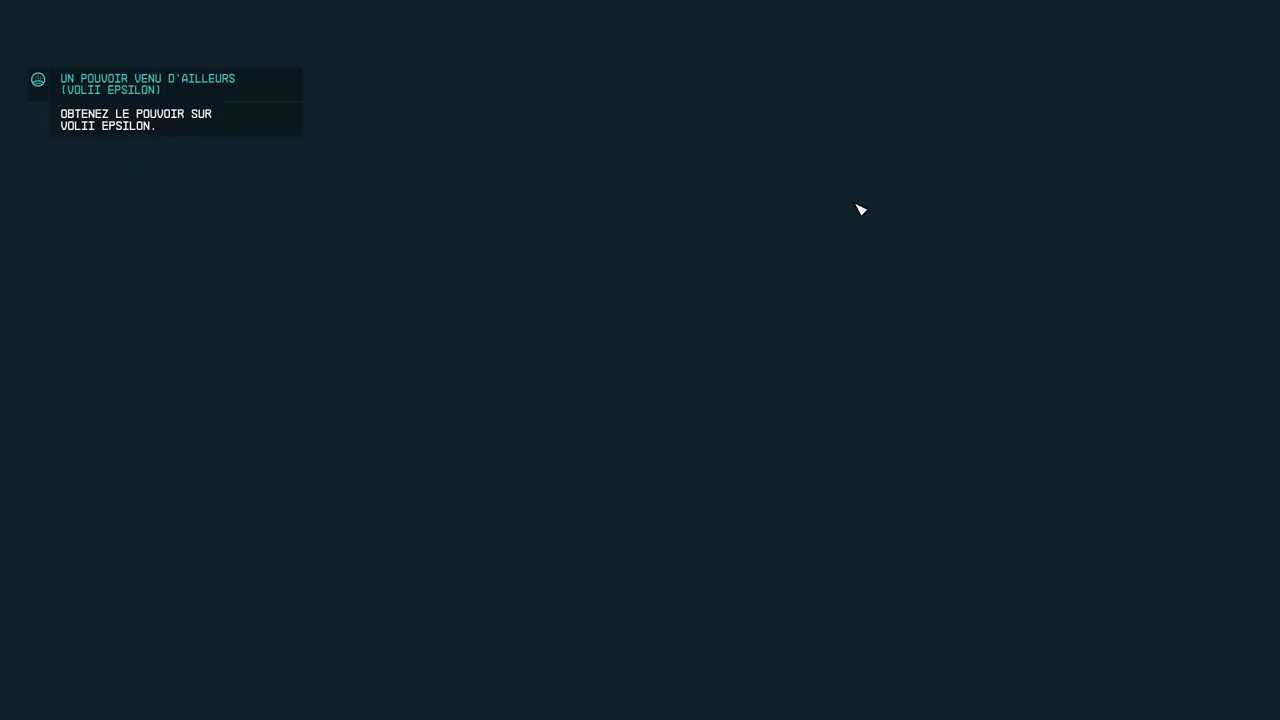 UN POUVOIR VENU D'AILLEURS
(VOLII EPSILON)
OBTENEZ LE POUVOIR SUR
VOLII EPSILON.